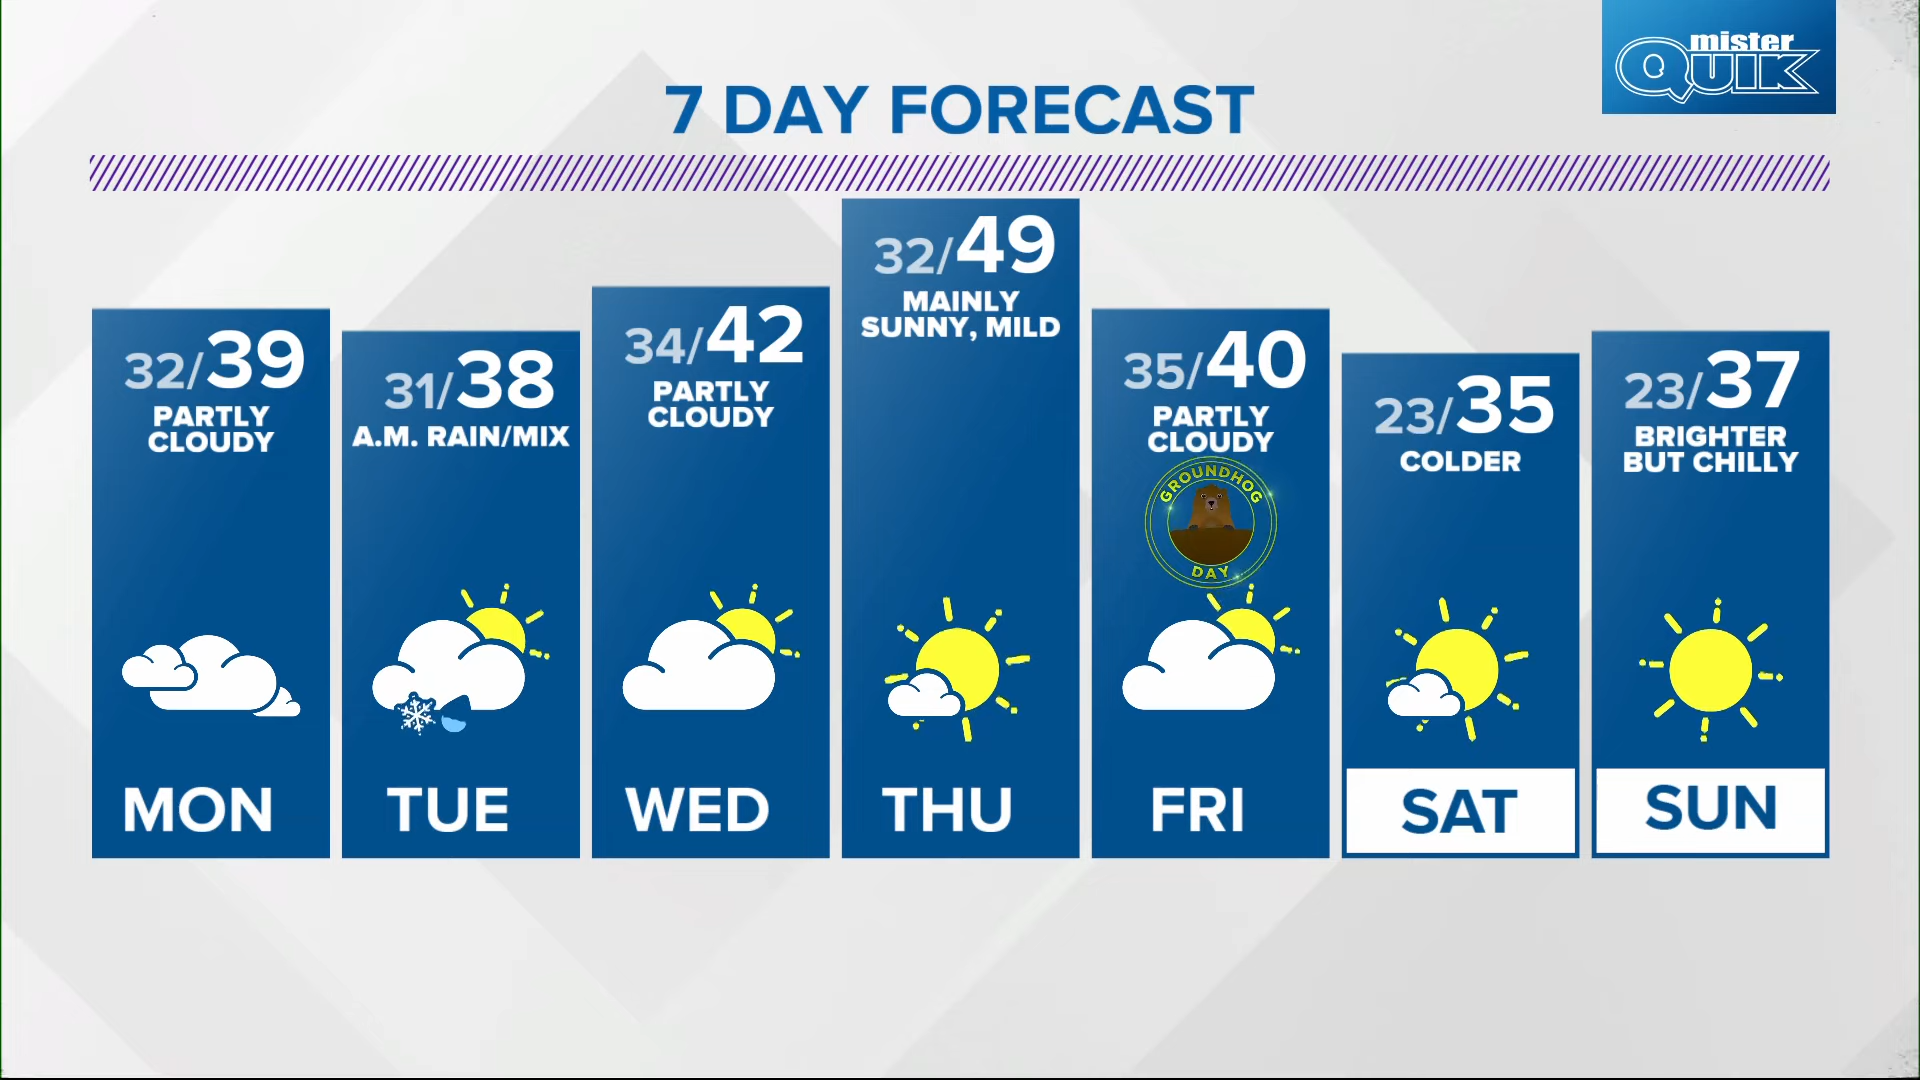 mister
QUIK
7 DAY FORECAST
32/39
PARTLY
CLOUDY
MON
31/38
A.M. RAIN/MIX
TUE
34/42
PARTLY
CLOUDY
WED
32/49
MAINLY
SUNNY, MILD
THU
35/40
PARTLY
CLOUDY
GROUNDHOG
DAY
FRI
23/35
COLDER
SAT
23/37
BRIGHTER
BUT CHILLY
SUN